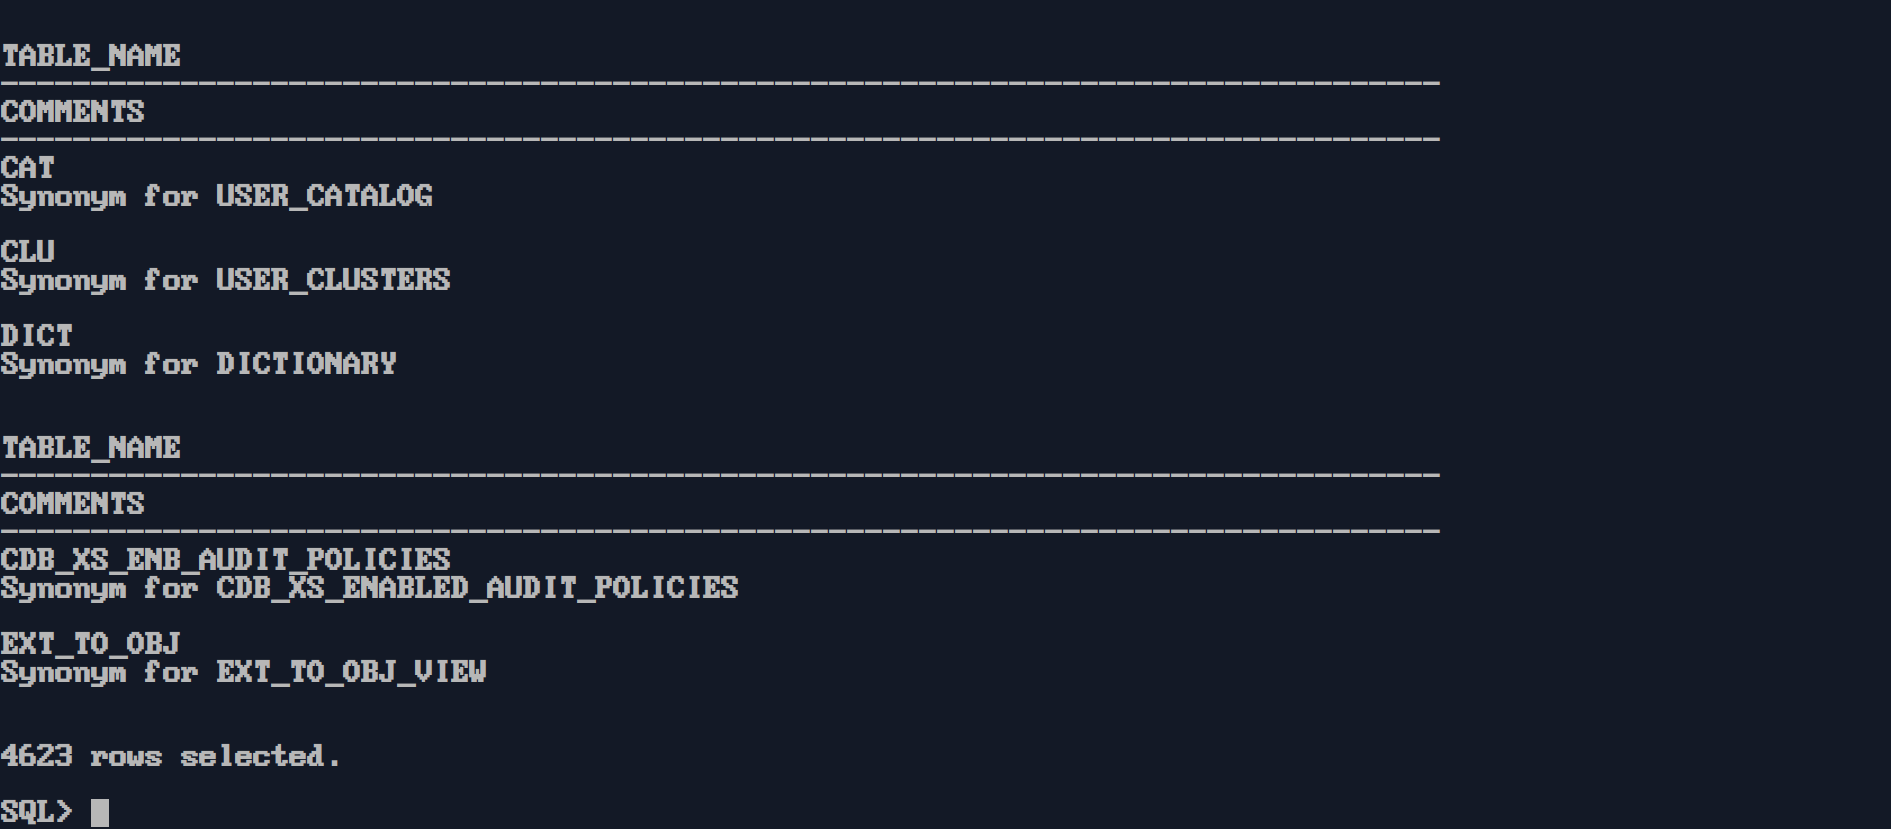 TABLE_NAME
--------------------------------------------------------------------------------
COMMENTS
--------------------------------------------------------------------------------
CAT
Synonym for USER_CATALOG
CLU
Synonym for USER_CLUSTERS
DICT
Synonym for DICTIONARY
TABLE_NAME
--------------------------------------------------------------------------------
COMMENTS
--------------------------------------------------------------------------------
CDB_XS_ENB_AUDIT_POLICIES
Synonym for CDB_XS_ENABLED_AUDIT_POLICIES
EXT_TO_OBJ
Synonym for EXT_TO_OBJ_VIEW
4623 rows selected.
SQL>